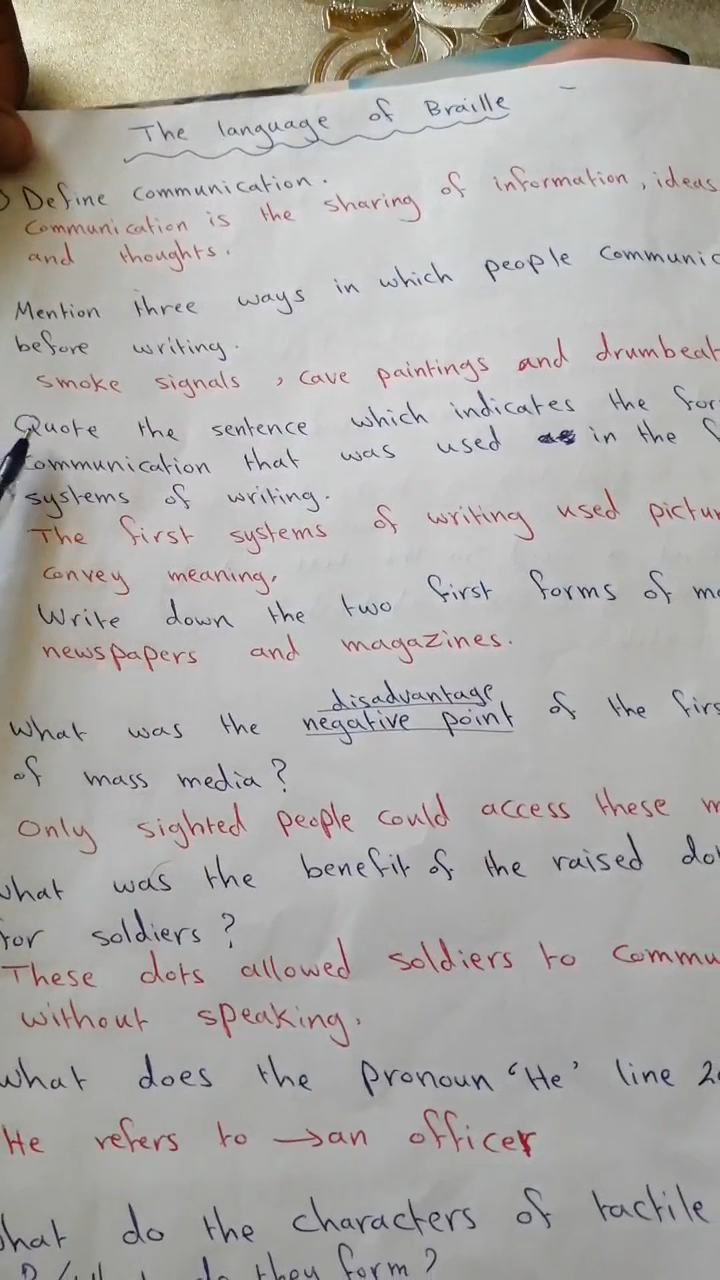 The language of Braille
Define communication.
Communication is the sharing of information, ideas
and thoughts.
Mention three ways in which people communic
before writing.
smoke signals, cave paintings and drumbeat
Quote the sentence which indicates the for
communication that was used in the f
systems of writing.
The first systems of writing used pictur
convey meaning.
Write down the two first forms of m
newspapers and magazines.
disadvantage
What was the negative point of the firs
of mass media?
Only sighted people could access these m
what was the benefit of the raised dot
for soldiers?
These dots allowed soldiers to commu
without speaking.
what does the pronoun 'He' line 2
He refers to → an officer
hat do the characters of tactile
do they form?